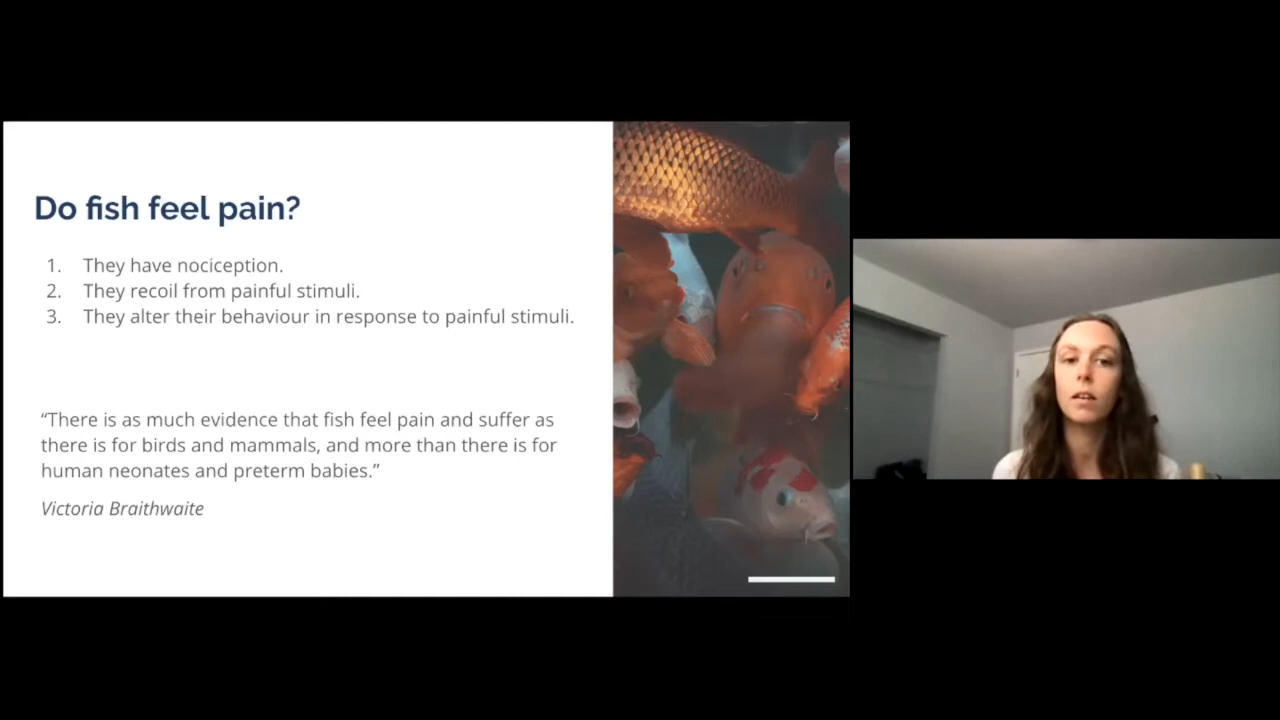 Do fish feel pain?
1. They have nociception.
2. They recoil from painful stimuli.
3. They alter their behaviour in response to painful stimuli.
“There is as much evidence that fish feel pain and suffer as
there is for birds and mammals, and more than there is for
human neonates and preterm babies.”
Victoria Braithwaite